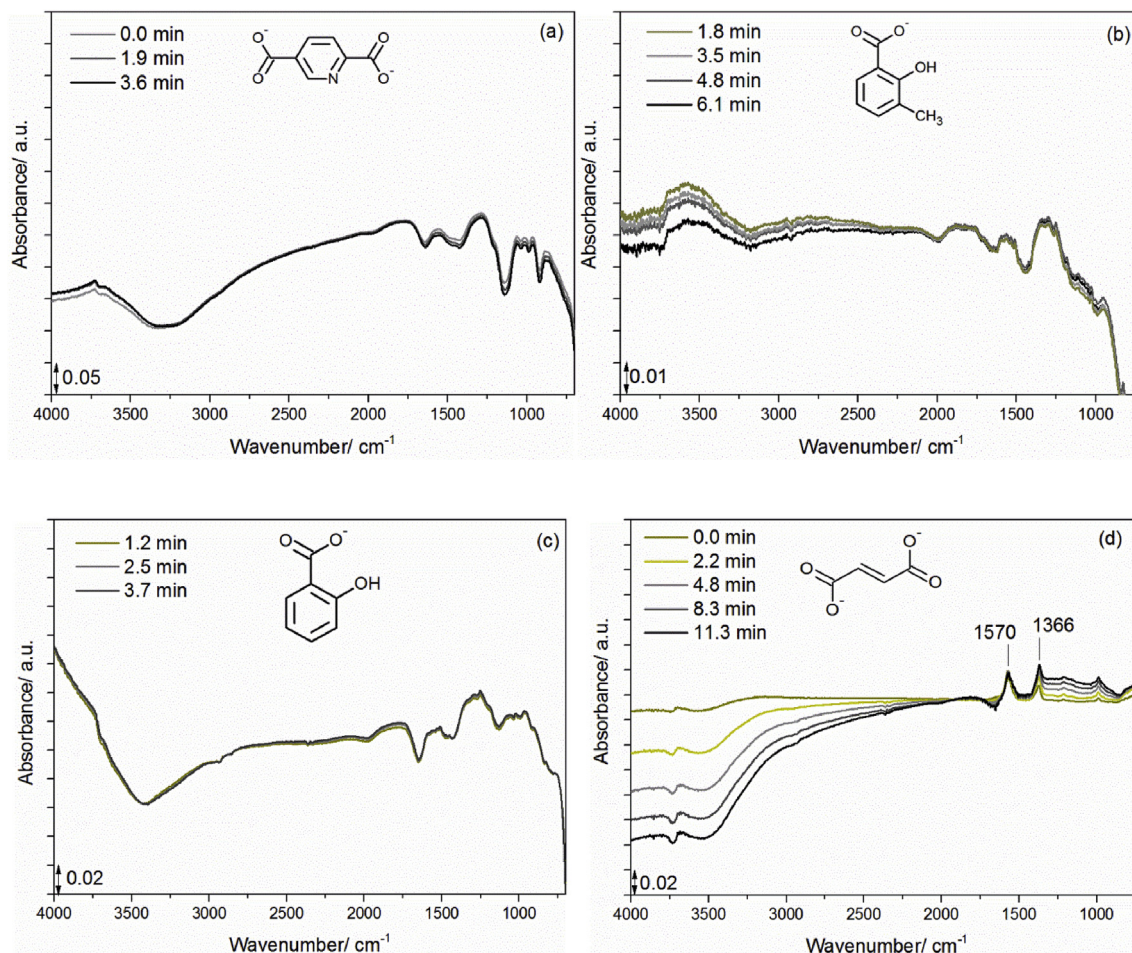 (a)
0.0 min
1.9 min
3.6 min
O-
O
N
O
O-
Absorbance/ a.u.
0.05
4000 3500 3000 2500 2000 1500 1000
Wavenumber/ cm-1
(b)
1.8 min
3.5 min
4.8 min
6.1 min
O
O-
OH
CH3
Absorbance/ a.u.
0.01
4000 3500 3000 2500 2000 1500 1000
Wavenumber/ cm-1
(c)
1.2 min
2.5 min
3.7 min
O
O-
OH
Absorbance/ a.u.
0.02
4000 3500 3000 2500 2000 1500 1000
Wavenumber/ cm-1
(d)
0.0 min
2.2 min
4.8 min
8.3 min
11.3 min
O-
O
O
O-
1570 1366
Absorbance/ a.u.
0.02
4000 3500 3000 2500 2000 1500 1000
Wavenumber/ cm-1